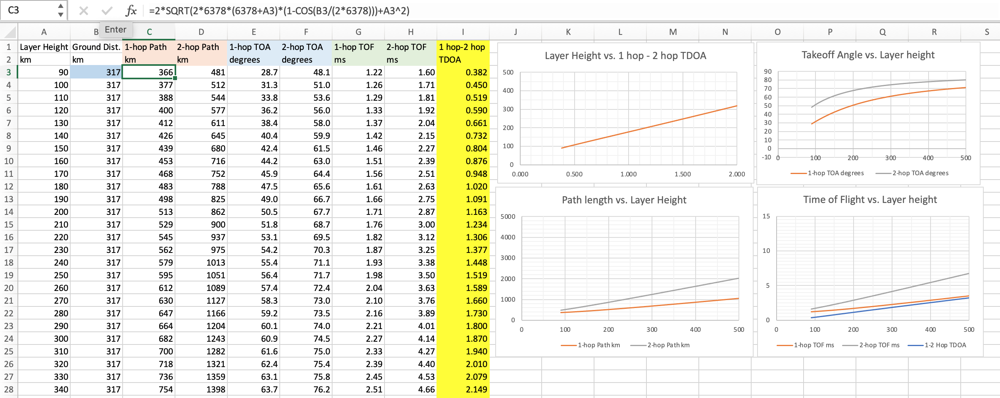 C3 fx =2*SQRT(2*6378*(6378+A3)*(1-COS(B3/(2*6378)))+A3^2)
Enter
A B C D E F G H I J K L M N O P Q R S
1 Layer Height Ground Dist. 1-hop Path 2-hop Path 1-hop TOA 2-hop TOA 1-hop TOF 2-hop TOF 1 hop-2 hop
2 km km km km degrees degrees ms ms TDOA
3 90 317 366 481 28.7 48.1 1.22 1.60 0.382
4 100 317 377 512 31.3 51.0 1.26 1.71 0.450
5 110 317 388 544 33.8 53.6 1.29 1.81 0.519
6 120 317 400 577 36.2 56.0 1.33 1.92 0.590
7 130 317 412 611 38.4 58.0 1.37 2.04 0.661
8 140 317 426 645 40.4 59.9 1.42 2.15 0.732
9 150 317 439 680 42.4 61.5 1.46 2.27 0.804
10 160 317 453 716 44.2 63.0 1.51 2.39 0.876
11 170 317 468 752 45.9 64.4 1.56 2.51 0.948
12 180 317 483 788 47.5 65.6 1.61 2.63 1.020
13 190 317 498 825 49.0 66.7 1.66 2.75 1.091
14 200 317 513 862 50.5 67.7 1.71 2.87 1.163
15 210 317 529 900 51.8 68.7 1.76 3.00 1.234
16 220 317 545 937 53.1 69.5 1.82 3.12 1.306
17 230 317 562 975 54.2 70.3 1.87 3.25 1.377
18 240 317 579 1013 55.4 71.1 1.93 3.38 1.448
19 250 317 595 1051 56.4 71.7 1.98 3.50 1.519
20 260 317 612 1089 57.4 72.4 2.04 3.63 1.589
21 270 317 630 1127 58.3 73.0 2.10 3.76 1.660
22 280 317 647 1166 59.2 73.5 2.16 3.89 1.730
23 290 317 664 1204 60.1 74.0 2.21 4.01 1.800
24 300 317 682 1243 60.9 74.5 2.27 4.14 1.870
25 310 317 700 1282 61.6 75.0 2.33 4.27 1.940
26 320 317 718 1321 62.4 75.4 2.39 4.40 2.010
27 330 317 736 1359 63.1 75.8 2.45 4.53 2.079
28 340 317 754 1398 63.7 76.2 2.51 4.66 2.149
Layer Height vs. 1 hop - 2 hop TDOA
500
400
300
200
100
0
0.000 0.500 1.000 1.500 2.000
Takeoff Angle vs. Layer height
90
80
70
60
50
40
30
20
10
0
-10
0 100 200 300 400 500
1-hop TOA degrees 2-hop TOA degrees
Path length vs. Layer Height
5000
4000
3000
2000
1000
0
0 100 200 300 400 500
1-hop Path km 2-hop Path km
Time of Flight vs. Layer height
15
10
5
0
0 100 200 300 400 500
1-hop TOF ms 2-hop TOF ms 1-2 Hop TDOA